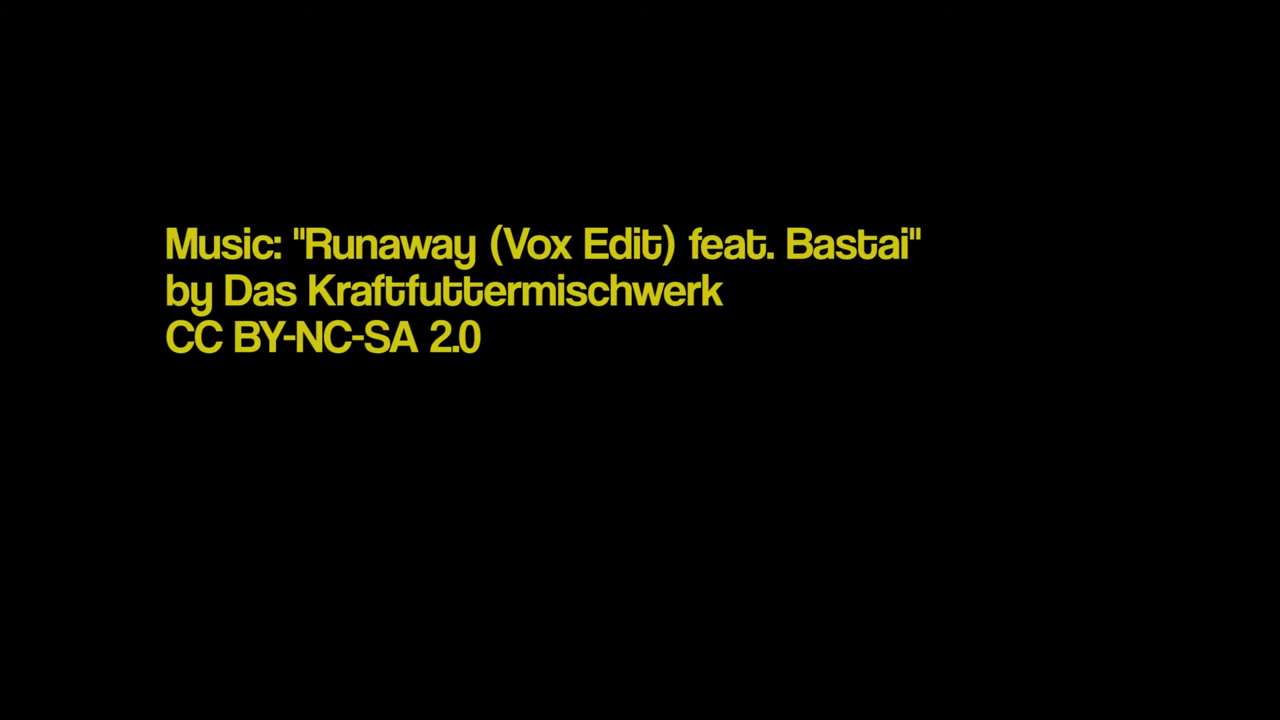 Music: "Runaway (Vox Edit) feat. Bastai"
by Das Kraftfuttermischwerk
CC BY-NC-SA 2.0